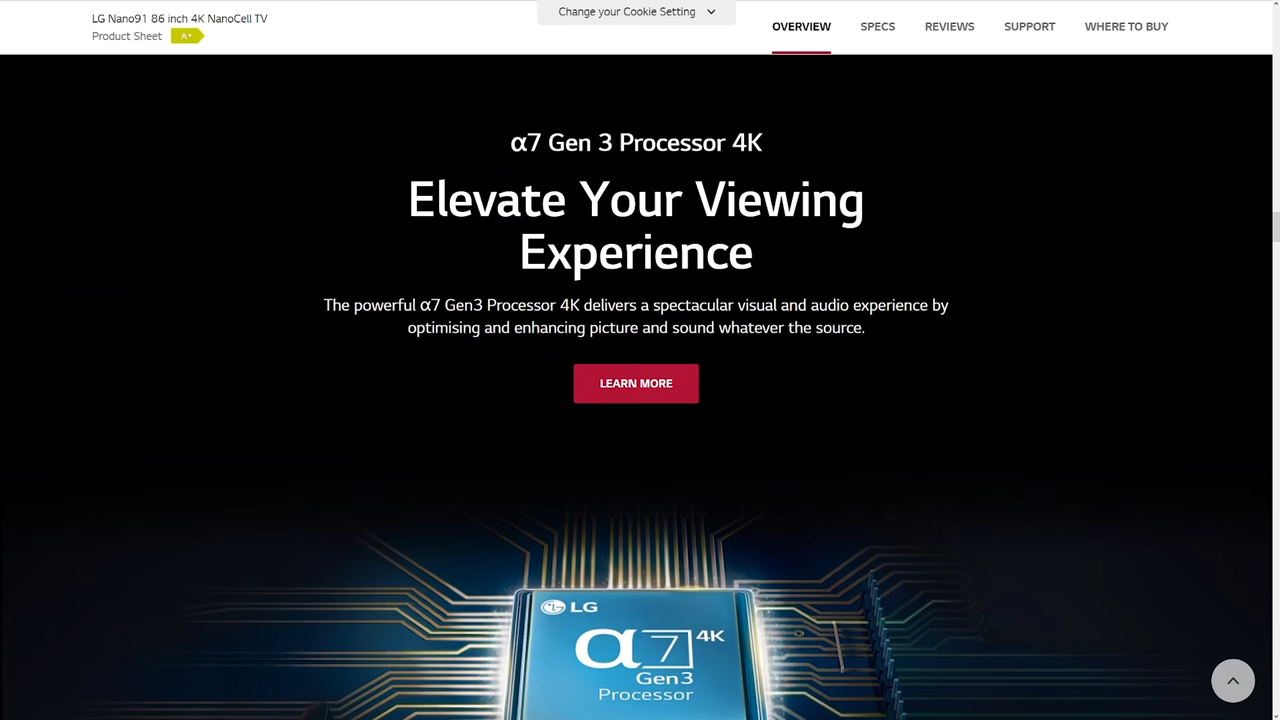 LG Nano91 86 inch 4K NanoCell TV
Product Sheet A+
Change your Cookie Setting
OVERVIEW SPECS REVIEWS SUPPORT WHERE TO BUY
α7 Gen 3 Processor 4K
Elevate Your Viewing
Experience
The powerful α7 Gen3 Processor 4K delivers a spectacular visual and audio experience by
optimising and enhancing picture and sound whatever the source.
LEARN MORE
LG
α7 4K
Gen3
Processor